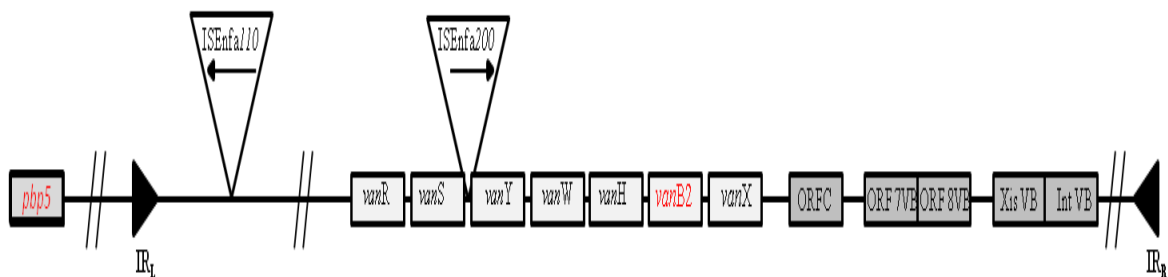 ISEnfa110
ISEnfa200
pbp5
vanR
vanS
vanY
vanW
vanH
vanB2
vanX
ORFC
ORF 7VB
ORF 8VB
Xis VB
Int VB
IRL
IRR